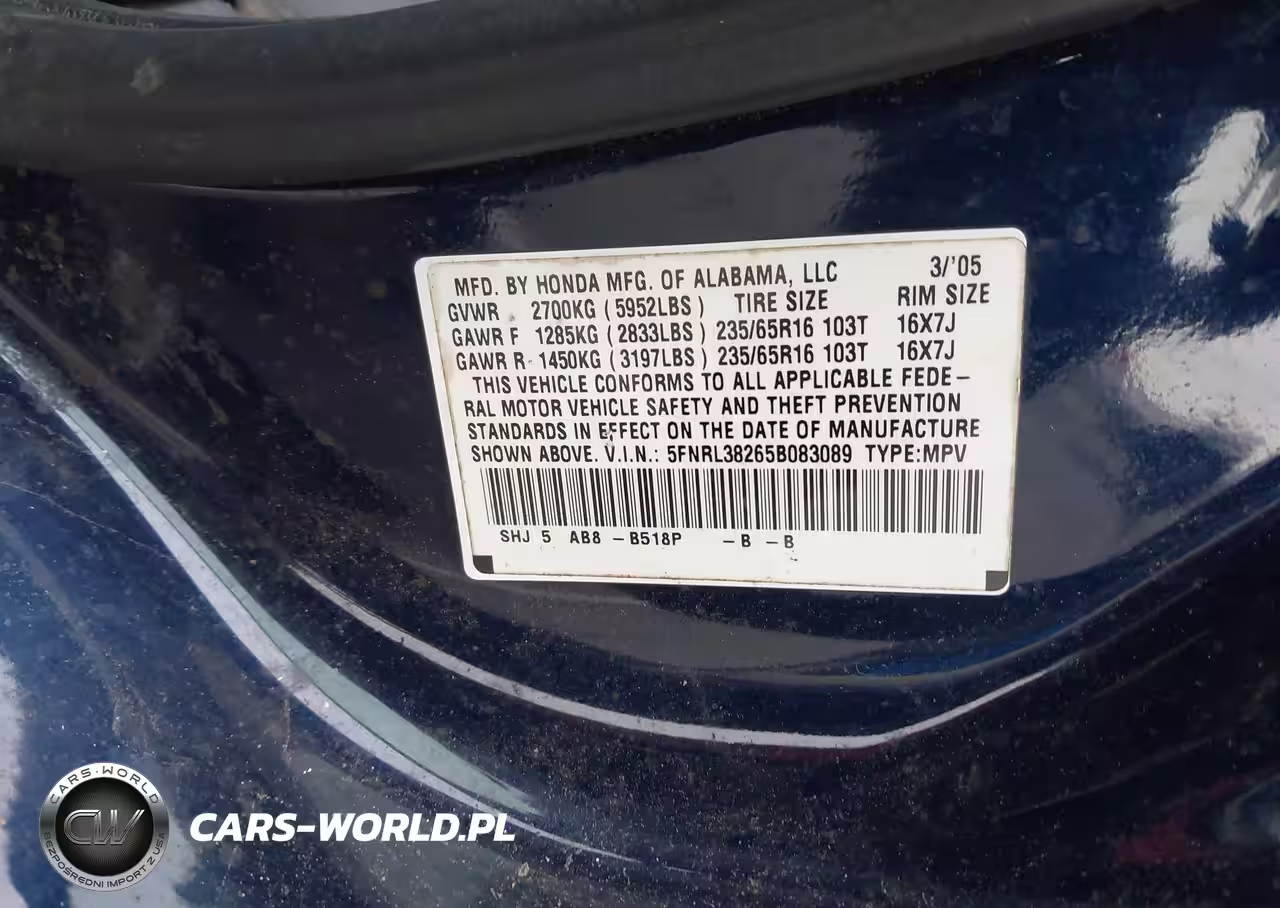 MFD. BY HONDA MFG. OF ALABAMA, LLC 3/'05
GVWR 2700KG (5952LBS) TIRE SIZE RIM SIZE
GAWR F 1285KG (2833LBS) 235/65R16 103T 16X7J
GAWR R 1450KG (3197LBS) 235/65R16 103T 16X7J
THIS VEHICLE CONFORMS TO ALL APPLICABLE FEDE-
RAL MOTOR VEHICLE SAFETY AND THEFT PREVENTION
STANDARDS IN EFFECT ON THE DATE OF MANUFACTURE
SHOWN ABOVE. V.I.N.: 5FNRL38265B083089 TYPE:MPV
SHJ 5 AB8 -B518P -B -B
CARS-WORLD
CW
BEZPOŚREDNI IMPORT Z USA
CARS-WORLD.PL